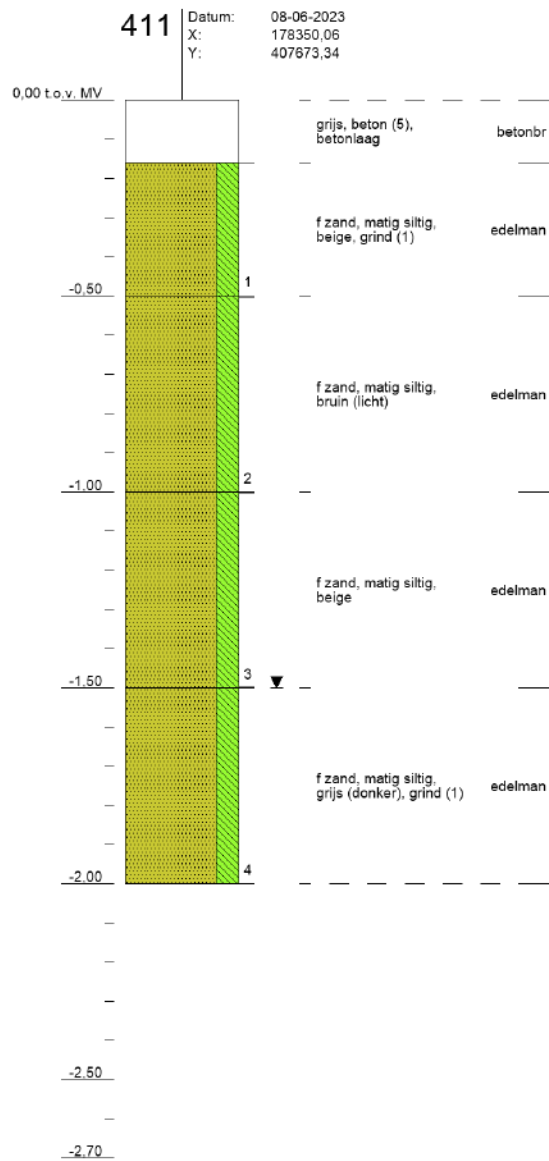 411
Datum: 08-06-2023
X: 178350,06
Y: 407673,34
0,00 t.o.v. MV
grijs, beton (5),
betonlaag
betonbr
f zand, matig siltig,
beige, grind (1)
edelman
1
-0,50
f zand, matig siltig,
bruin (licht)
edelman
2
-1,00
f zand, matig siltig,
beige
edelman
3
-1,50
f zand, matig siltig,
grijs (donker), grind (1)
edelman
4
-2,00
-2,50
-2,70